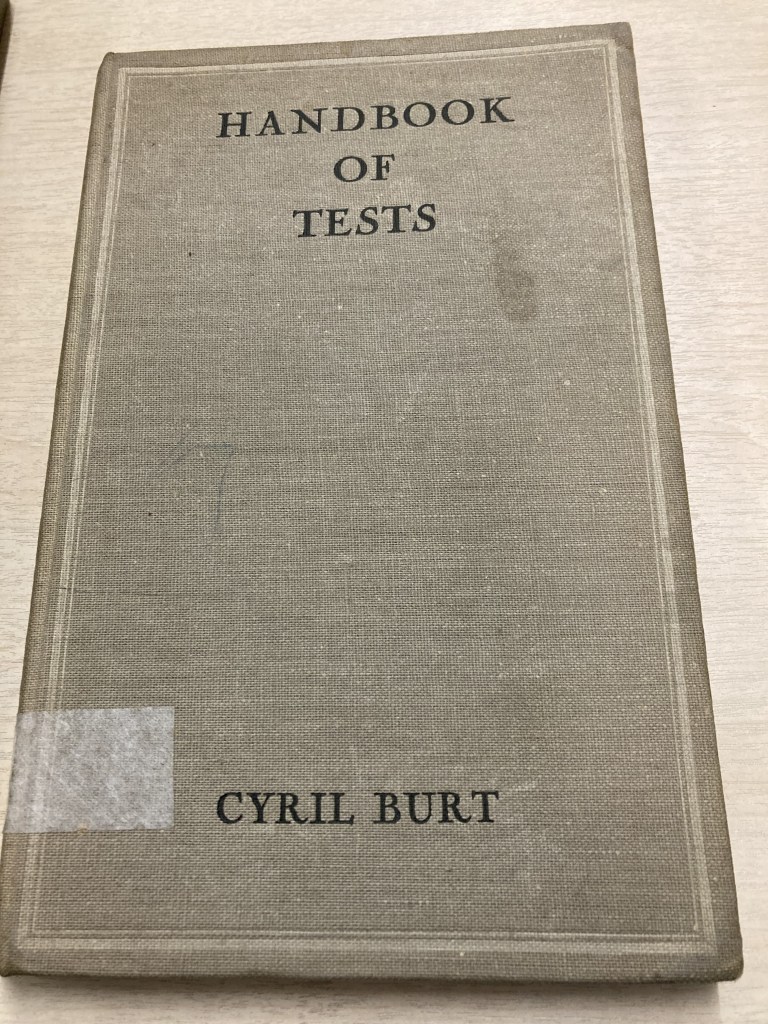 HANDBOOK
OF
TESTS
CYRIL BURT